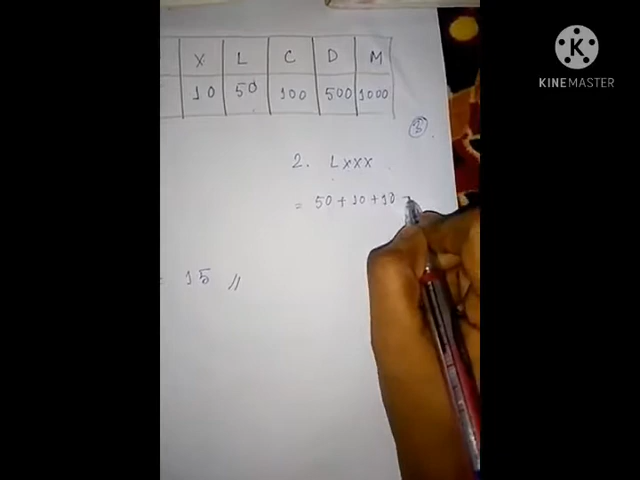 X L C D M
10 50 100 500 1000
2. LXXX
= 50 + 10 + 10
= 15 //
K
KINEMASTER